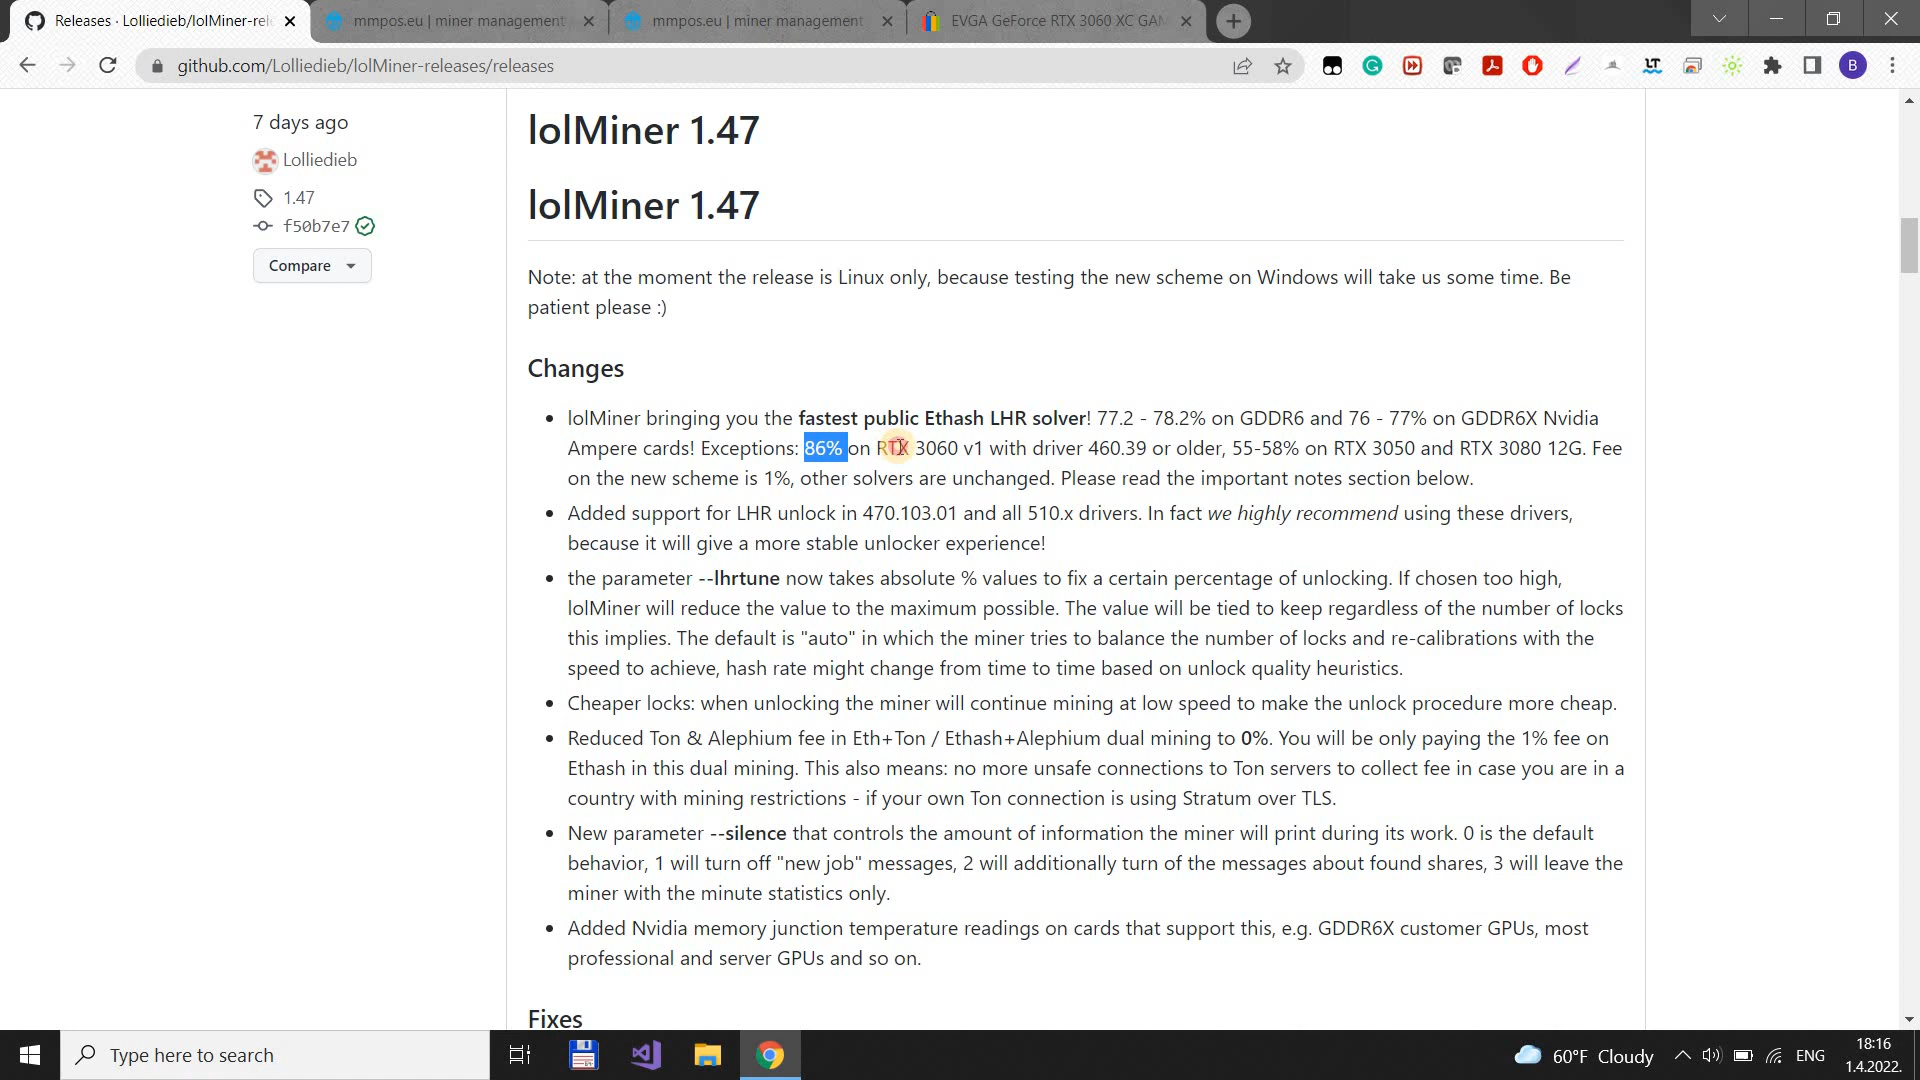 Releases · Lolliedieb/lolMiner-rele
mmpos.eu | miner management
mmpos.eu | miner management
EVGA GeForce RTX 3060 XC GAM
github.com/Lolliedieb/lolMiner-releases/releases
B
7 days ago
Lolliedieb
1.47
f50b7e7
Compare
lolMiner 1.47
lolMiner 1.47
Note: at the moment the release is Linux only, because testing the new scheme on Windows will take us some time. Be
patient please :)
Changes
• lolMiner bringing you the fastest public Ethash LHR solver! 77.2 - 78.2% on GDDR6 and 76 - 77% on GDDR6X Nvidia
Ampere cards! Exceptions: 86% on RTX 3060 v1 with driver 460.39 or older, 55-58% on RTX 3050 and RTX 3080 12G. Fee
on the new scheme is 1%, other solvers are unchanged. Please read the important notes section below.
• Added support for LHR unlock in 470.103.01 and all 510.x drivers. In fact we highly recommend using these drivers,
because it will give a more stable unlocker experience!
• the parameter --lhrtune now takes absolute % values to fix a certain percentage of unlocking. If chosen too high,
lolMiner will reduce the value to the maximum possible. The value will be tied to keep regardless of the number of locks
this implies. The default is "auto" in which the miner tries to balance the number of locks and re-calibrations with the
speed to achieve, hash rate might change from time to time based on unlock quality heuristics.
• Cheaper locks: when unlocking the miner will continue mining at low speed to make the unlock procedure more cheap.
• Reduced Ton & Alephium fee in Eth+Ton / Ethash+Alephium dual mining to 0%. You will be only paying the 1% fee on
Ethash in this dual mining. This also means: no more unsafe connections to Ton servers to collect fee in case you are in a
country with mining restrictions - if your own Ton connection is using Stratum over TLS.
• New parameter --silence that controls the amount of information the miner will print during its work. 0 is the default
behavior, 1 will turn off "new job" messages, 2 will additionally turn of the messages about found shares, 3 will leave the
miner with the minute statistics only.
• Added Nvidia memory junction temperature readings on cards that support this, e.g. GDDR6X customer GPUs, most
professional and server GPUs and so on.
Fixes
Type here to search
60°F Cloudy
ENG
18:16
1.4.2022.